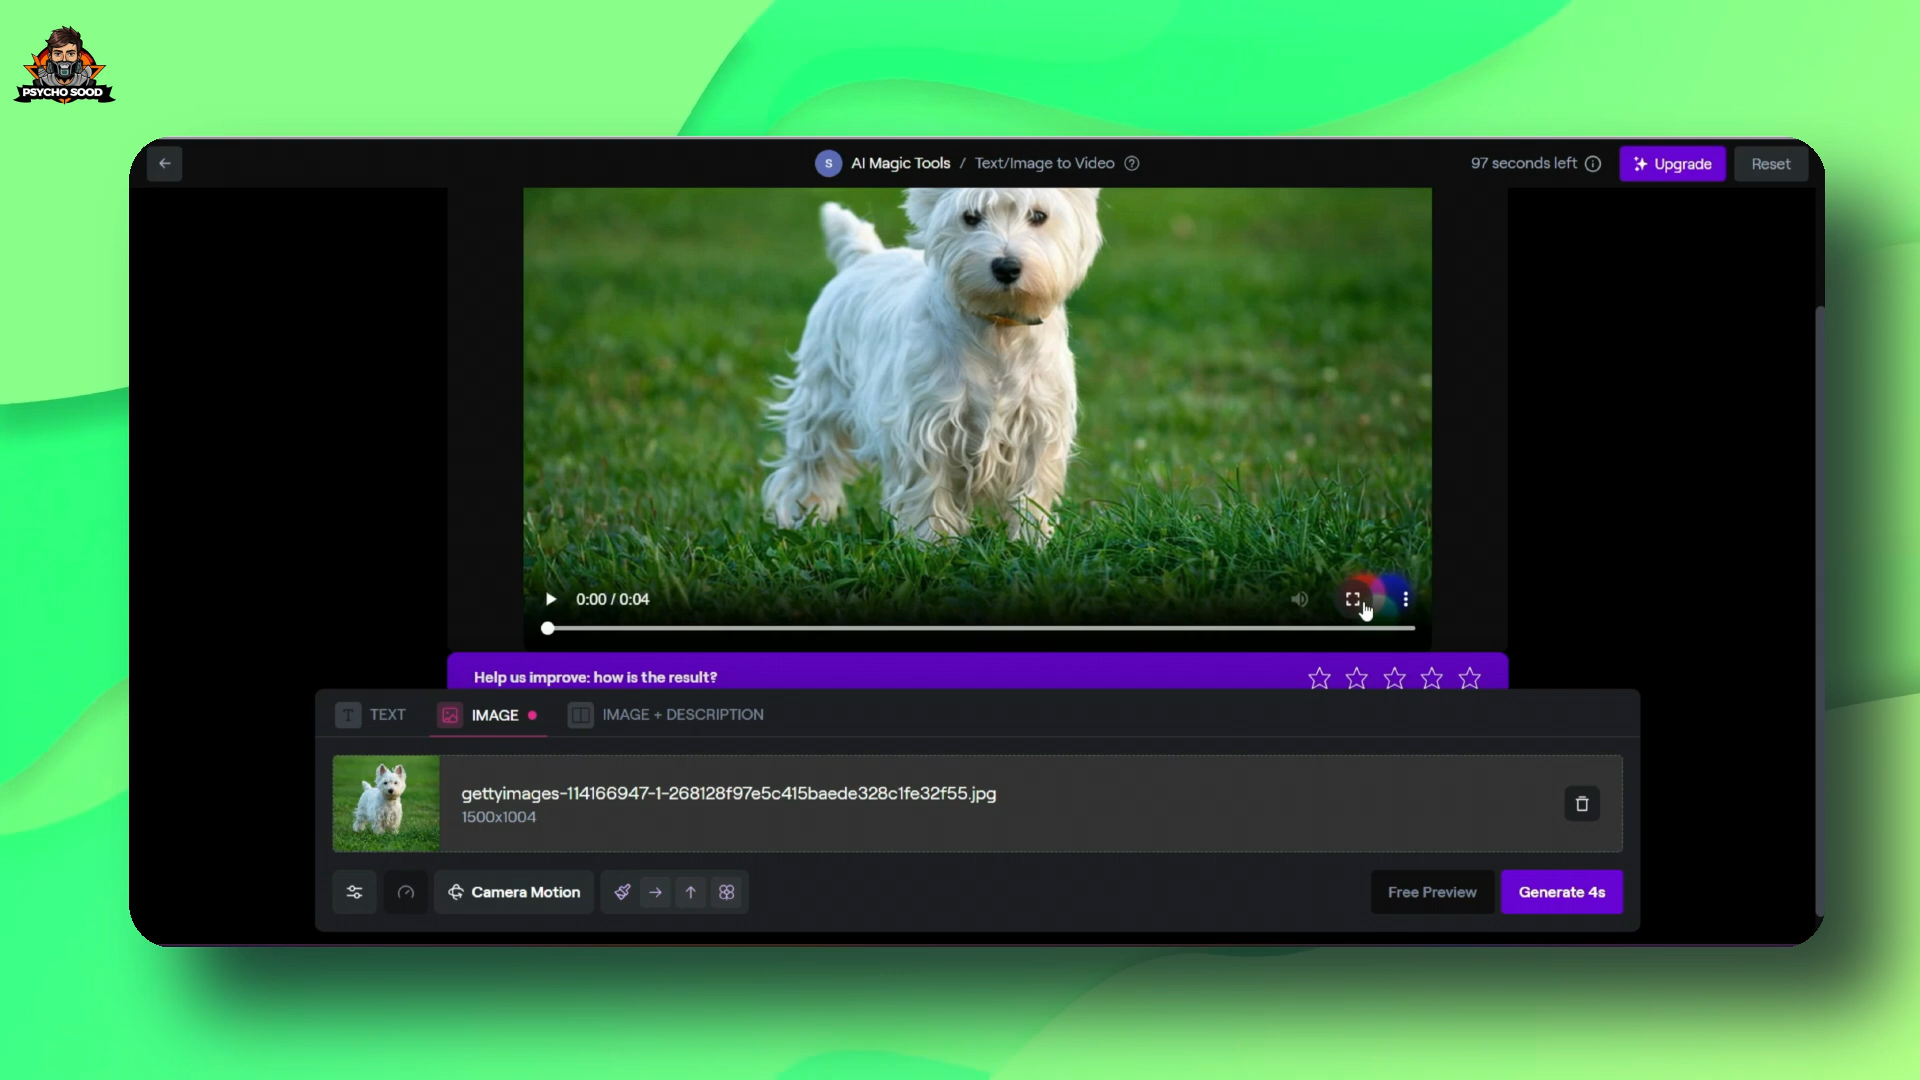 PSYCHO SOOD
S AI Magic Tools / Text/Image to Video ?
97 seconds left
Upgrade
Reset
0:00 / 0:04
Help us improve: how is the result?
T TEXT
IMAGE
IMAGE + DESCRIPTION
gettyimages-114166947-1-268128f97e5c415baede328c1fe32f55.jpg
1500x1004
Camera Motion
Free Preview
Generate 4s